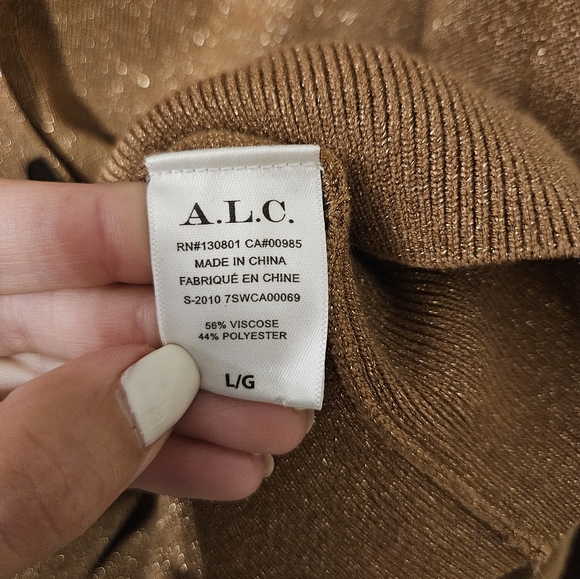 A.L.C.
RN#130801 CA#00985
MADE IN CHINA
FABRIQUÉ EN CHINE
S-2010 7SWCA00069
56% VISCOSE
44% POLYESTER
L/G